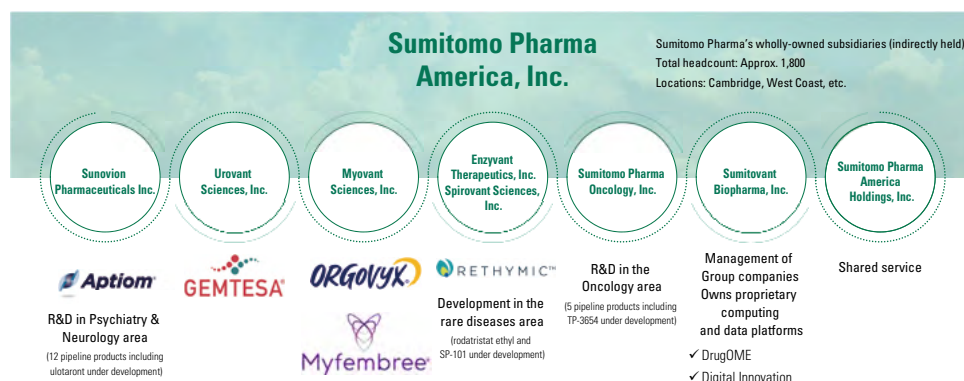 Sumitomo Pharma
America, Inc.
Sumitomo Pharma's wholly-owned subsidiaries (indirectly held)
Total headcount: Approx. 1,800
Locations: Cambridge, West Coast, etc.
Sunovion
Pharmaceuticals Inc.
Urovant
Sciences, Inc.
Myovant
Sciences, Inc.
Enzyvant
Therapeutics, Inc.
Spirovant Sciences,
Inc.
Sumitomo Pharma
Oncology, Inc.
Sumitovant
Biopharma, Inc.
Sumitomo Pharma
America
Holdings, Inc.
Aptiom®
R&D in Psychiatry &
Neurology area
(12 pipeline products including
ulotaront under development)
GEMTESA®
ORGOVYX
Myfembree
RETHYMIC™
Development in the
rare diseases area
(rodatristat ethyl and
SP-101 under development)
R&D in the
Oncology area
(5 pipeline products including
TP-3654 under development)
Management of
Group companies
Owns proprietary
computing
and data platforms
✓ DrugOME
✓ Digital Innovation
Shared service